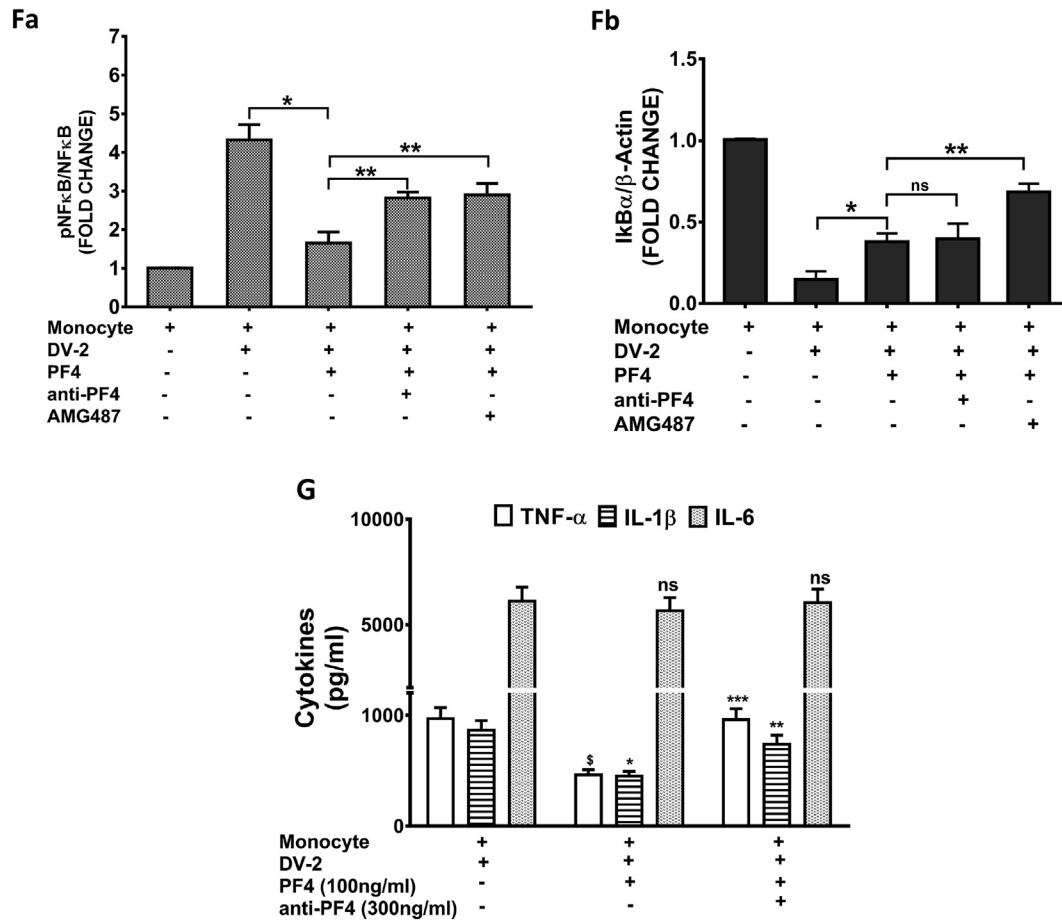 Fa
pNFκB/NFκB
(FOLD CHANGE)
7
6
5
4
3
2
1
0
*
**
**
Monocyte + + + + +
DV-2 - + + + +
PF4 - - + + +
anti-PF4 - - - + -
AMG487 - - - - +
Fb
IkBα/β-Actin
(FOLD CHANGE)
1.5
1.0
0.5
0.0
**
ns
*
Monocyte + + + + +
DV-2 - + + + +
PF4 - - + + +
anti-PF4 - - - + -
AMG487 - - - - +
G
TNF-α IL-1β IL-6
Cytokines
(pg/ml)
10000
5000
1000
0
ns
ns
$
*
***
**
Monocyte + + +
DV-2 + + +
PF4 (100ng/ml) - + +
anti-PF4 (300ng/ml) - - +